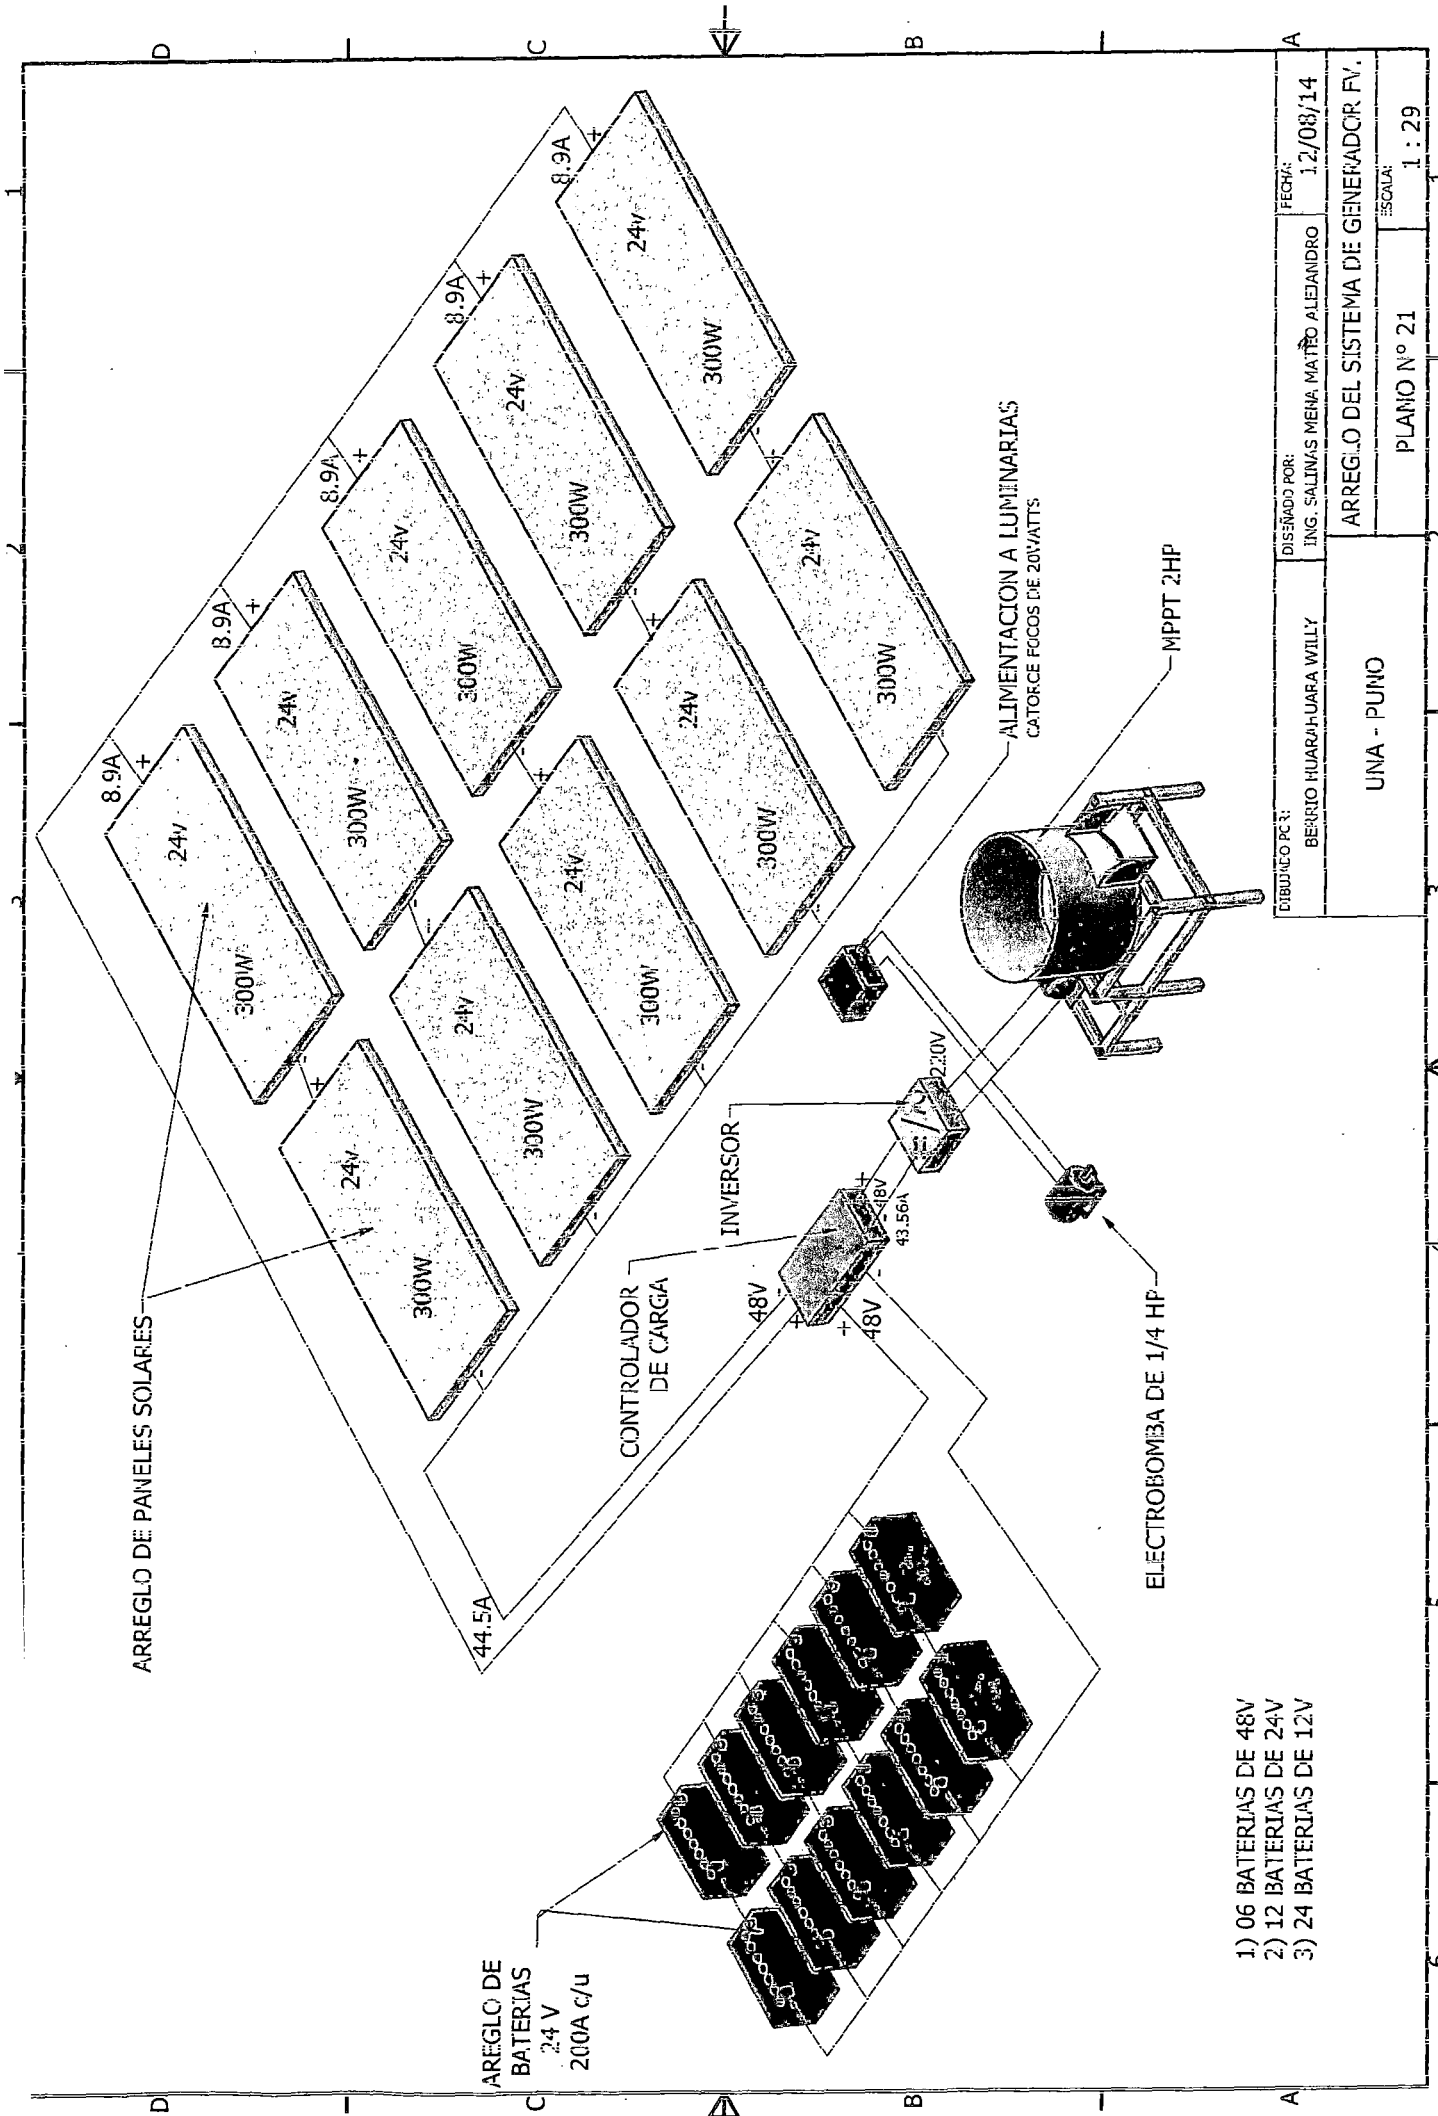 ARREGLO DE PANELES SOLARES
8.9A
8.9A
8.9A
8.9A
8.9A
+
+
+
+
+
24v
300W
24v
300W
24v
300W
24v
300W
24v
300W
24v
300W
24v
300W
24v
300W
24v
300W
24v
300W
44.5A
CONTROLADOR
DE CARGA
INVERSOR
48V
48V
+
-
+
-
43.56A
220V
ALIMENTACION A LUMINARIAS
CATORCE FOCOS DE 20WATTS
MPPT 2HP
ELECTROBOMBA DE 1/4 HP
AREGLO DE
BATERIAS
24 V
200A c/u
1) 06 BATERIAS DE 48V
2) 12 BATERIAS DE 24V
3) 24 BATERIAS DE 12V
DIBUJADO POR:
BERRIO HUARAHUARA WILLY
DISEÑADO POR:
ING. SALINAS MENA MATEO ALEJANDRO
FECHA:
12/08/14
UNA - PUNO
ARREGLO DEL SISTEMA DE GENERADOR FV.
PLANO N° 21
ESCALA:
1 : 29
D
C
B
A
D
C
B
A
1
2
3